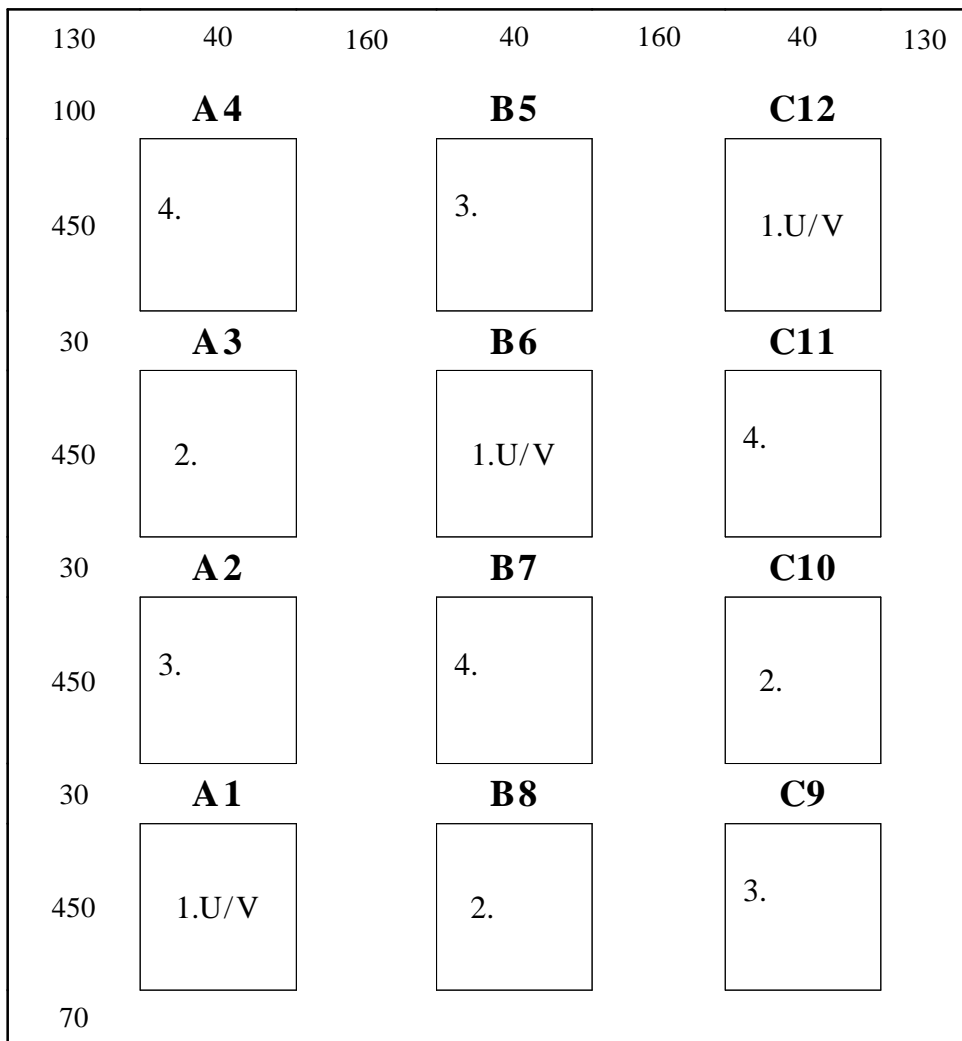 130 40 160 40 160 40 130
100 A4 B5 C12
450 4. 3. 1.U/V
30 A3 B6 C11
450 2. 1.U/V 4.
30 A2 B7 C10
450 3. 4. 2.
30 A1 B8 C9
450 1.U/V 2. 3.
70